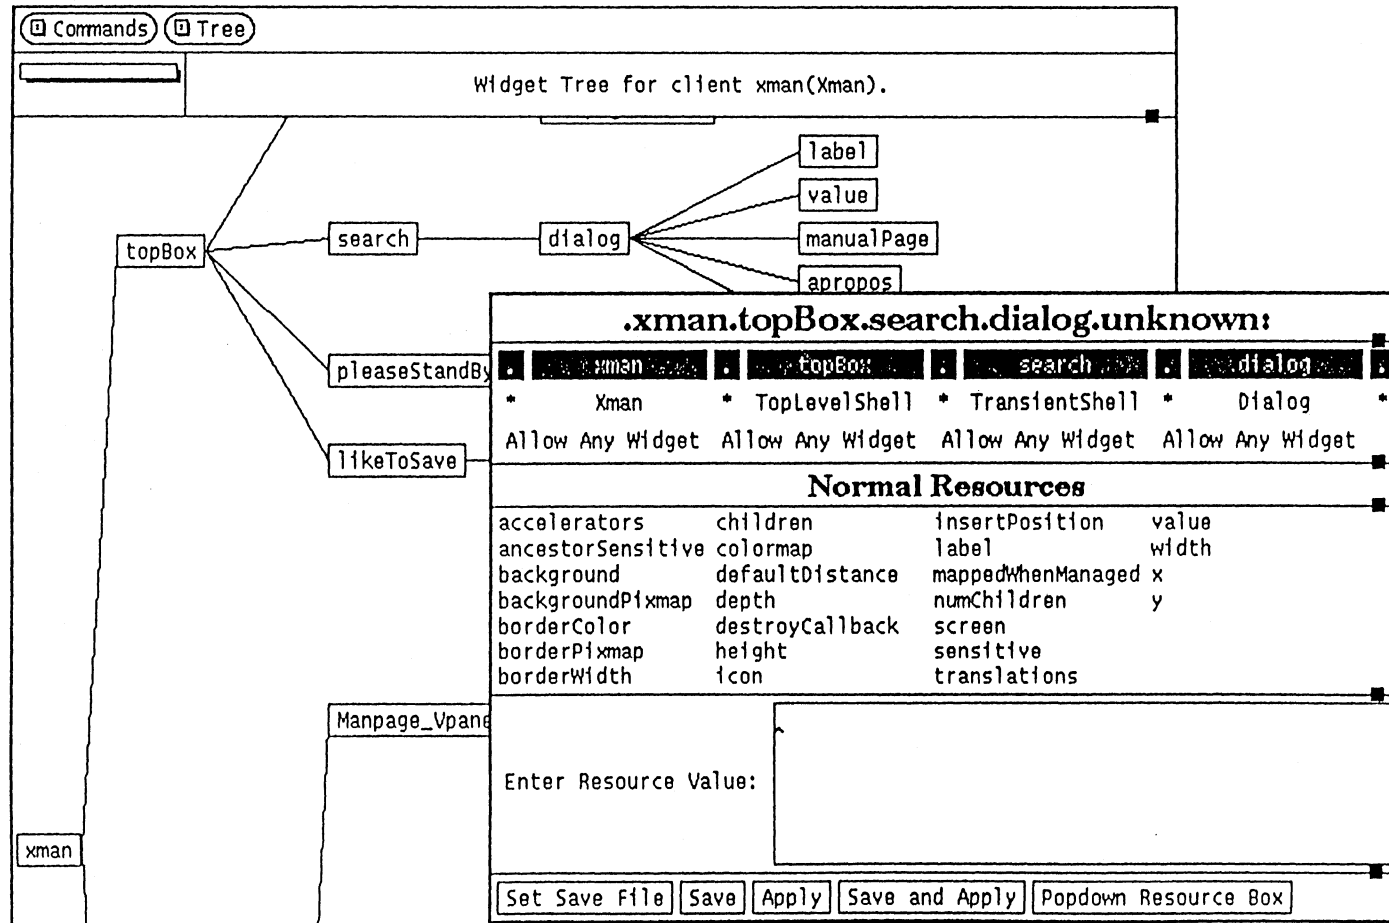 Commands Tree
Widget Tree for client xman(Xman).
label
value
topBox search dialog manualPage
apropos
.xman.topBox.search.dialog.unknown:
. xman . topBox . search . dialog .
pleaseStandBy
* Xman * TopLevelShell * TransientShell * Dialog *
Allow Any Widget Allow Any Widget Allow Any Widget Allow Any Widget
likeToSave
Normal Resources
accelerators children insertPosition value
ancestorSensitive colormap label width
background defaultDistance mappedWhenManaged x
backgroundPixmap depth numChildren y
borderColor destroyCallback screen
borderPixmap height sensitive
borderWidth icon translations
Manpage_Vpane
Enter Resource Value:
^
xman
Set Save File Save Apply Save and Apply Popdown Resource Box